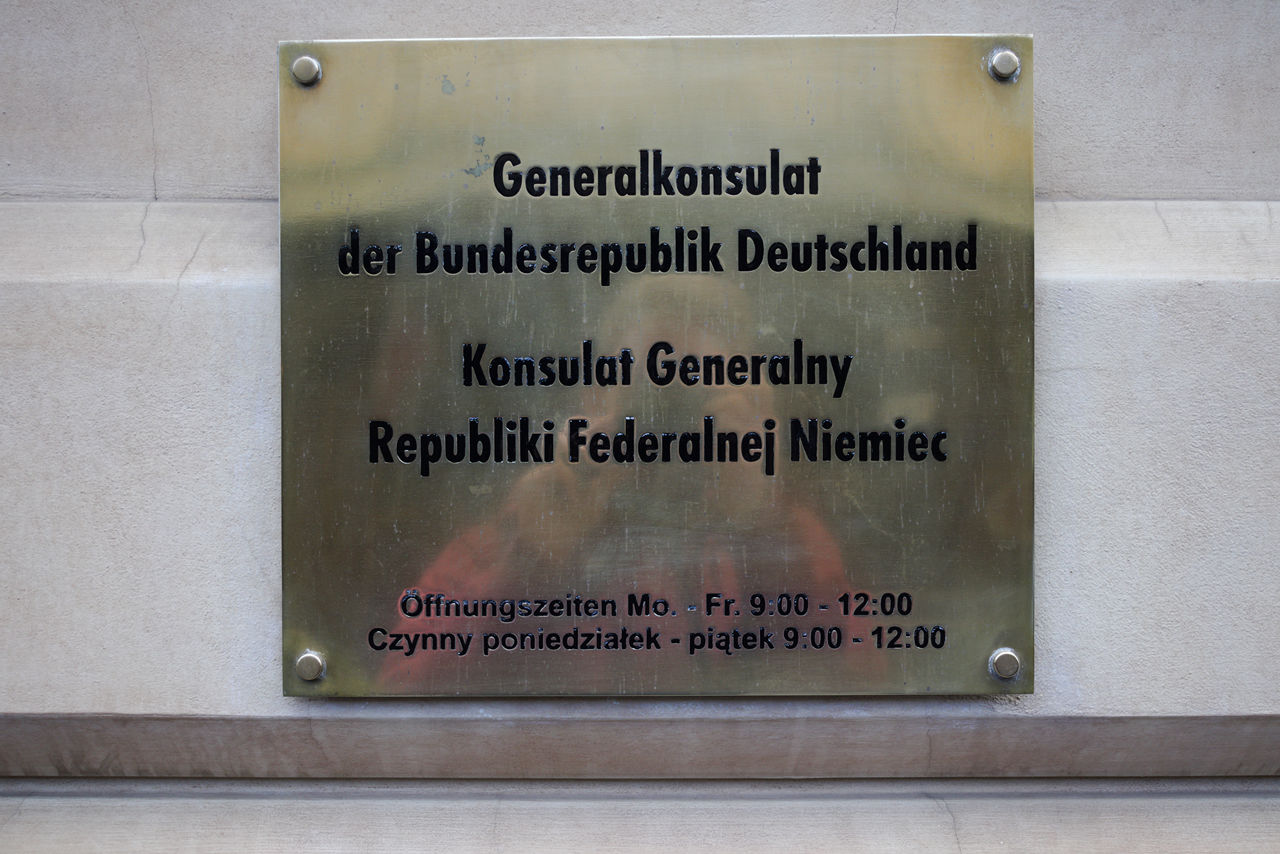 Generalkonsulat
der Bundesrepublik Deutschland
Konsulat Generalny
Republiki Federalnej Niemiec
Öffnungszeiten Mo. - Fr. 9:00 - 12:00
Czynny poniedziałek - piątek 9:00 - 12:00